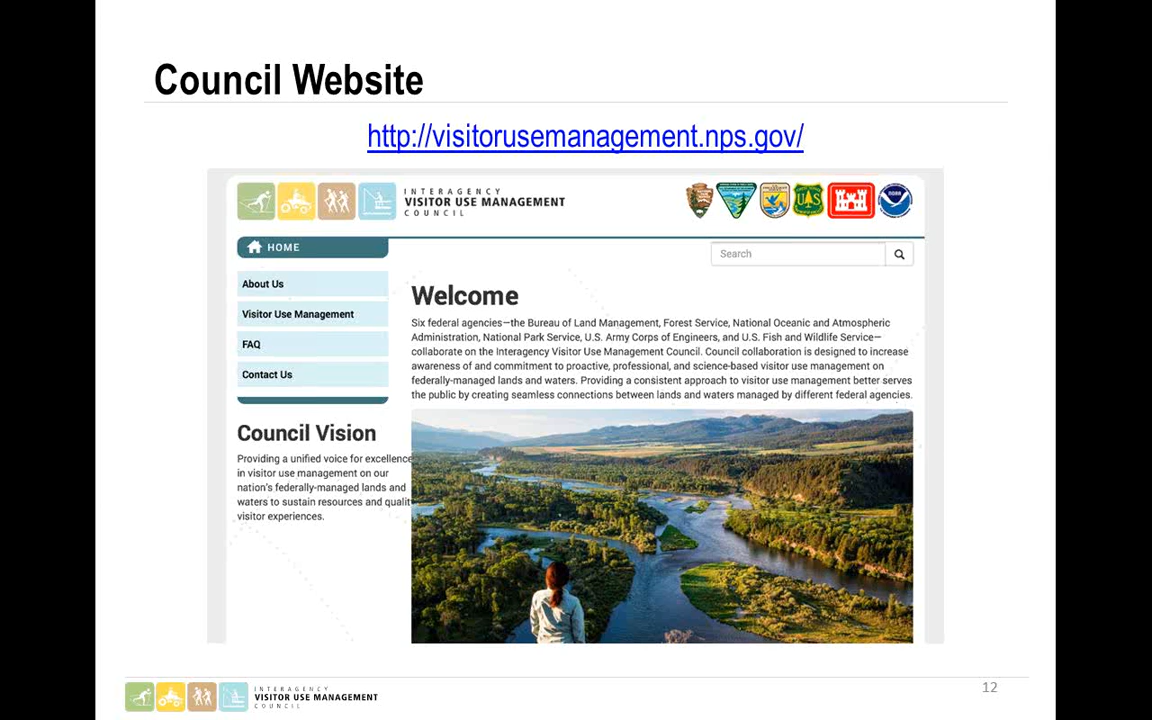 Council Website
http://visitorusemanagement.nps.gov/
INTERAGENCY
VISITOR USE MANAGEMENT
COUNCIL
UAS
NOAA
HOME
Search
About Us
Visitor Use Management
FAQ
Contact Us
Welcome
Six federal agencies—the Bureau of Land Management, Forest Service, National Oceanic and Atmospheric
Administration, National Park Service, U.S. Army Corps of Engineers, and U.S. Fish and Wildlife Service—
collaborate on the Interagency Visitor Use Management Council. Council collaboration is designed to increase
awareness of and commitment to proactive, professional, and science-based visitor use management on
federally-managed lands and waters. Providing a consistent approach to visitor use management better serves
the public by creating seamless connections between lands and waters managed by different federal agencies.
Council Vision
Providing a unified voice for excellence
in visitor use management on our
nation's federally-managed lands and
waters to sustain resources and qualit
visitor experiences.
INTERAGENCY
VISITOR USE MANAGEMENT
COUNCIL
12